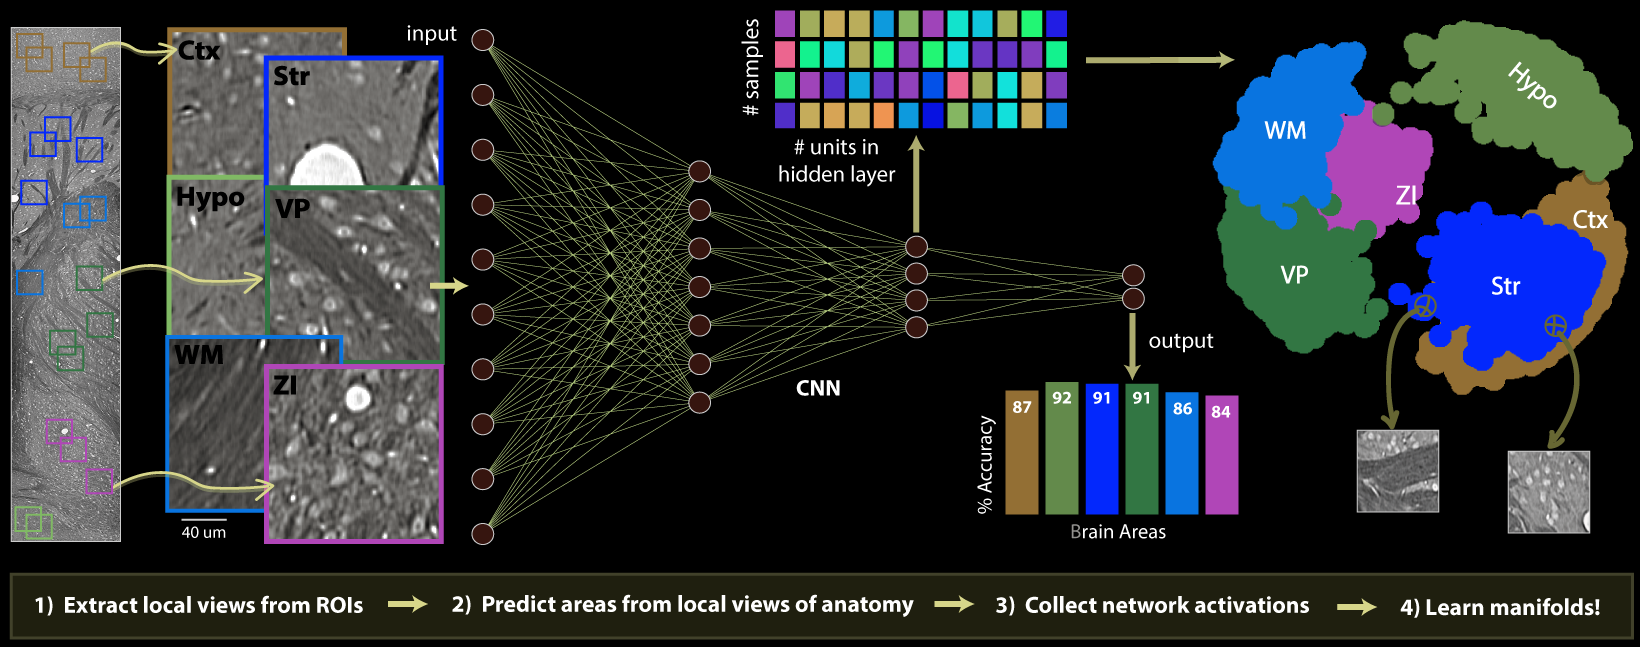 Ctx
Str
Hypo
VP
WM
ZI
40 um
input
# samples
# units in
hidden layer
CNN
output
% Accuracy
87
92
91
91
86
84
Brain Areas
WM
Hypo
ZI
Ctx
VP
Str
1) Extract local views from ROIs
2) Predict areas from local views of anatomy
3) Collect network activations
4) Learn manifolds!